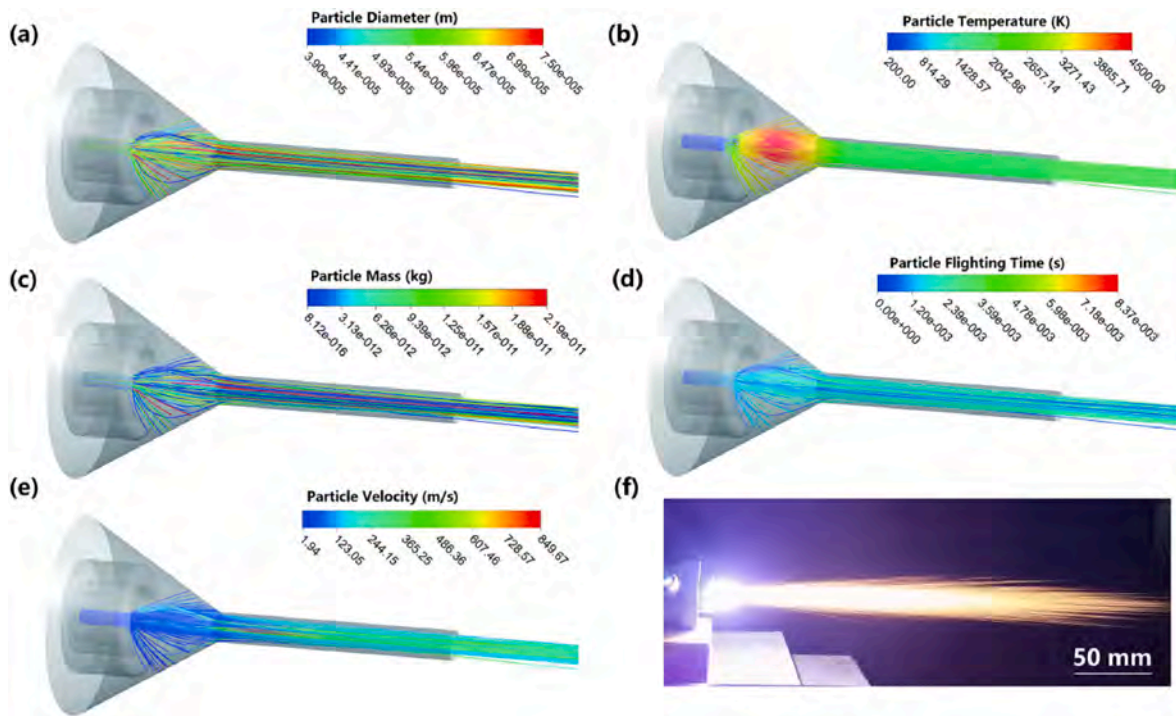 (a)
Particle Diameter (m)
3.90e-005
4.41e-005
4.93e-005
5.44e-005
5.96e-005
6.47e-005
6.99e-005
7.50e-005
(b)
Particle Temperature (K)
200.00
814.29
1428.57
2042.86
2657.14
3271.43
3885.71
4500.00
(c)
Particle Mass (kg)
8.12e-016
3.13e-012
6.26e-012
9.39e-012
1.25e-011
1.57e-011
1.88e-011
2.19e-011
(d)
Particle Flighting Time (s)
0.00e+000
1.20e-003
2.39e-003
3.59e-003
4.78e-003
5.98e-003
7.18e-003
8.37e-003
(e)
Particle Velocity (m/s)
1.94
123.05
244.15
365.25
486.36
607.46
728.57
849.67
(f)
50 mm